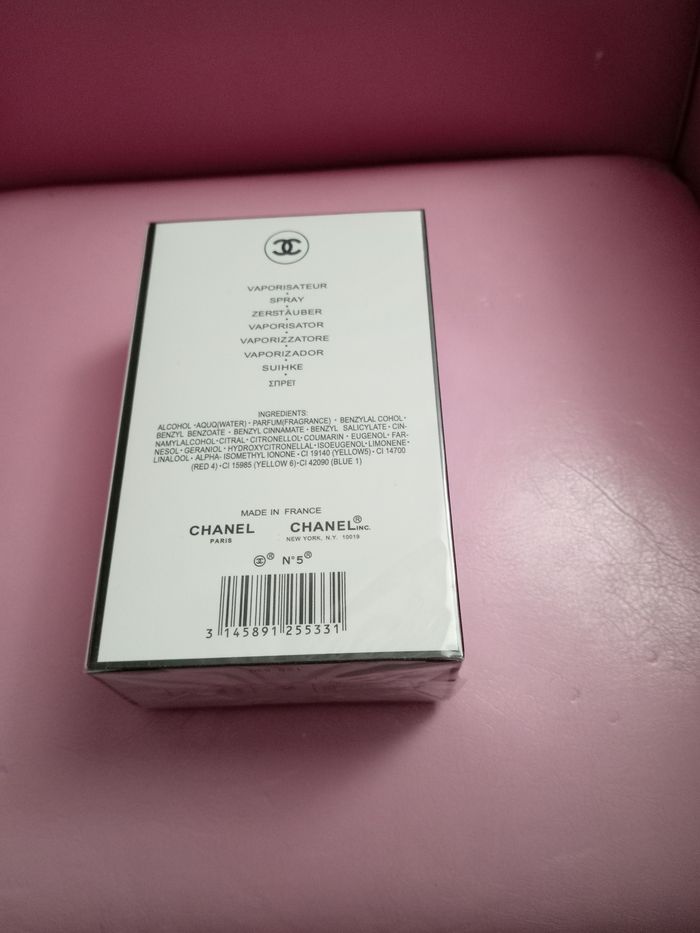 VAPORISATEUR
SPRAY
ZERSTÄUBER
VAPORISATOR
VAPORIZZATORE
VAPORIZADOR
SUIHKE
ΣΠΡΕΪ
INGREDIENTS:
ALCOHOL •AQUQ(WATER) • PARFUM(FRAGRANCE) • BENZYLAL COHOL•
BENZYL BENZOATE • BENZYL CINNAMATE • BENZYL SALICYLATE • CIN-
NAMYLALCOHOL•CITRAL•CITRONELLOL•COUMARIN • EUGENOL• FAR-
NESOL• GERANIOL• HYDROXYCITRONELLAL•ISOEUGENOL•LIMONENE•
LINALOOL• ALPHA- ISOMETHYL IONONE • CI 19140 (YELLOW5) • CI 14700
(RED 4) •CI 15985 (YELLOW 6)•CI 42090 (BLUE 1)
MADE IN FRANCE
CHANEL CHANEL® INC.
PARIS NEW YORK, N.Y. 10019
® N°5®
3 145891 255331